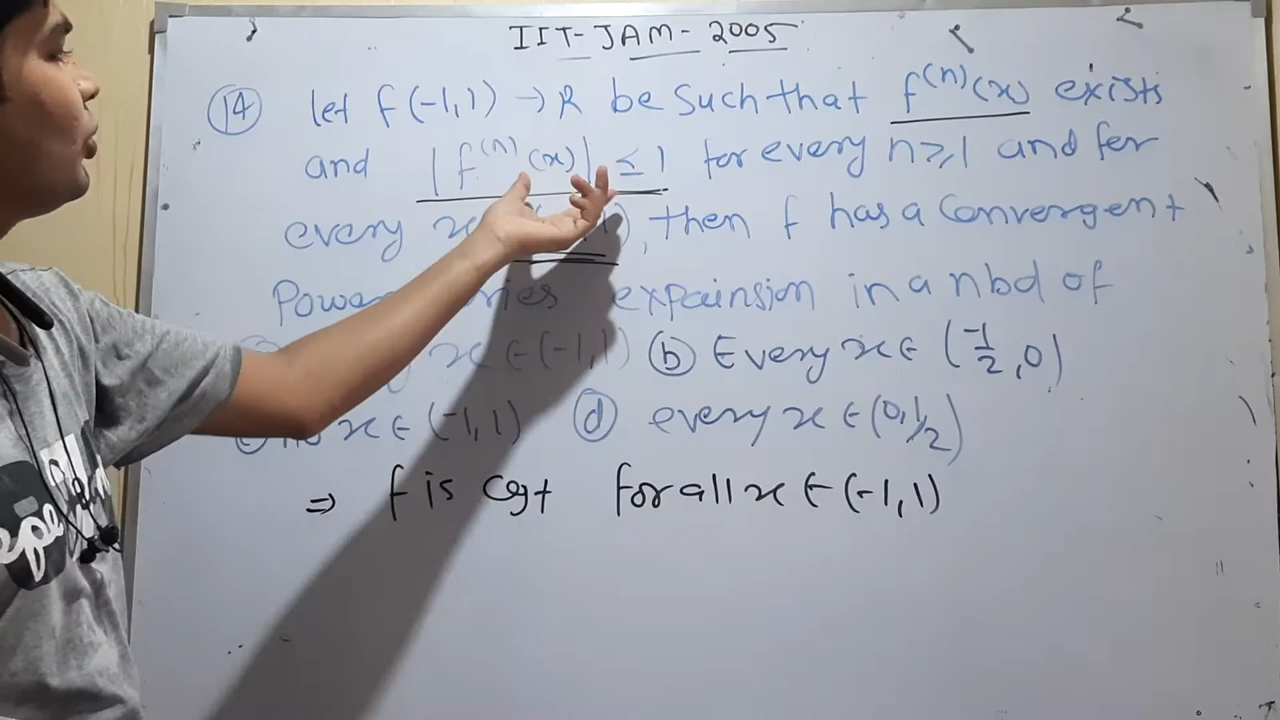 IIT-JAM-2005
14 let f(-1,1) → R be such that f^(n)(x) exists
and |f^(n)(x)| ≤ 1 for every n≥1 and for
every x , then f has a convergent
Power expainsion in a nbd of
x ∈ (-1,1) (b) Every x ∈ (-1/2, 0)
no x ∈ (-1,1) (d) every x ∈ (0, 1/2)
⇒ f is cgt for all x ∈ (-1,1)